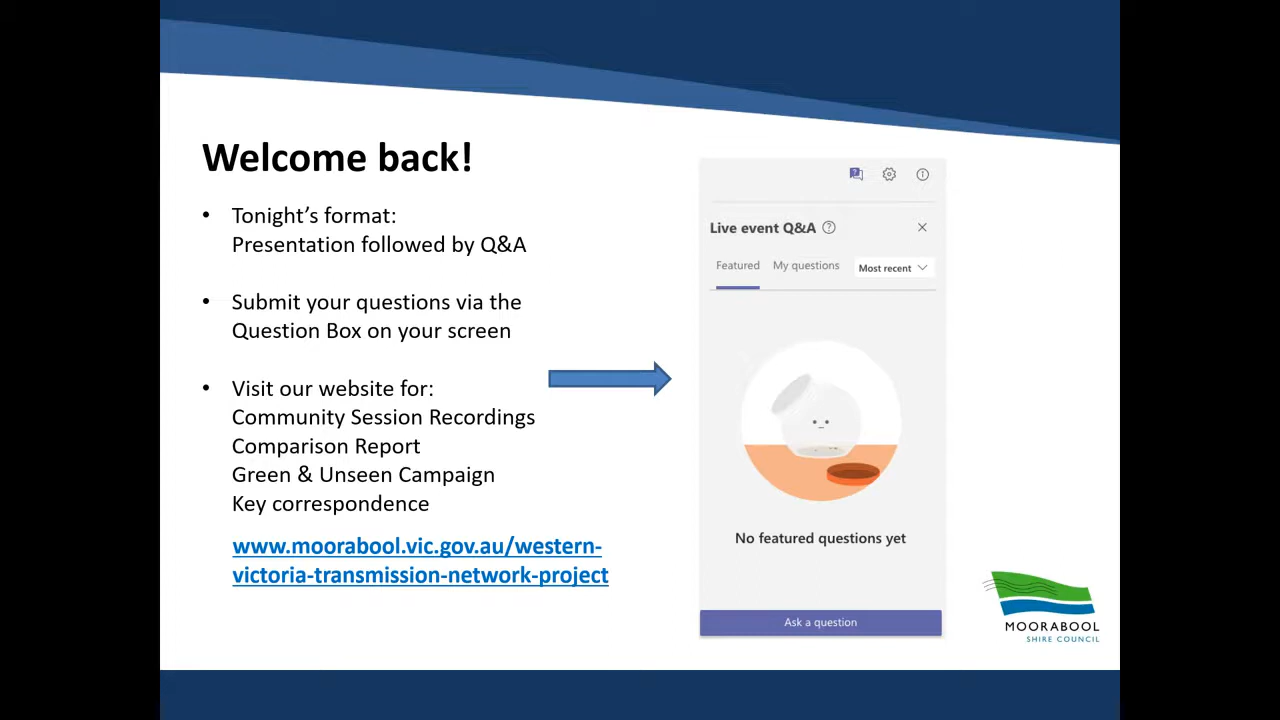 Welcome back!
• Tonight’s format:
Presentation followed by Q&A
• Submit your questions via the
Question Box on your screen
• Visit our website for:
Community Session Recordings
Comparison Report
Green & Unseen Campaign
Key correspondence
www.moorabool.vic.gov.au/western-
victoria-transmission-network-project
Live event Q&A
Featured My questions Most recent
No featured questions yet
Ask a question
MOORABOOL
SHIRE COUNCIL